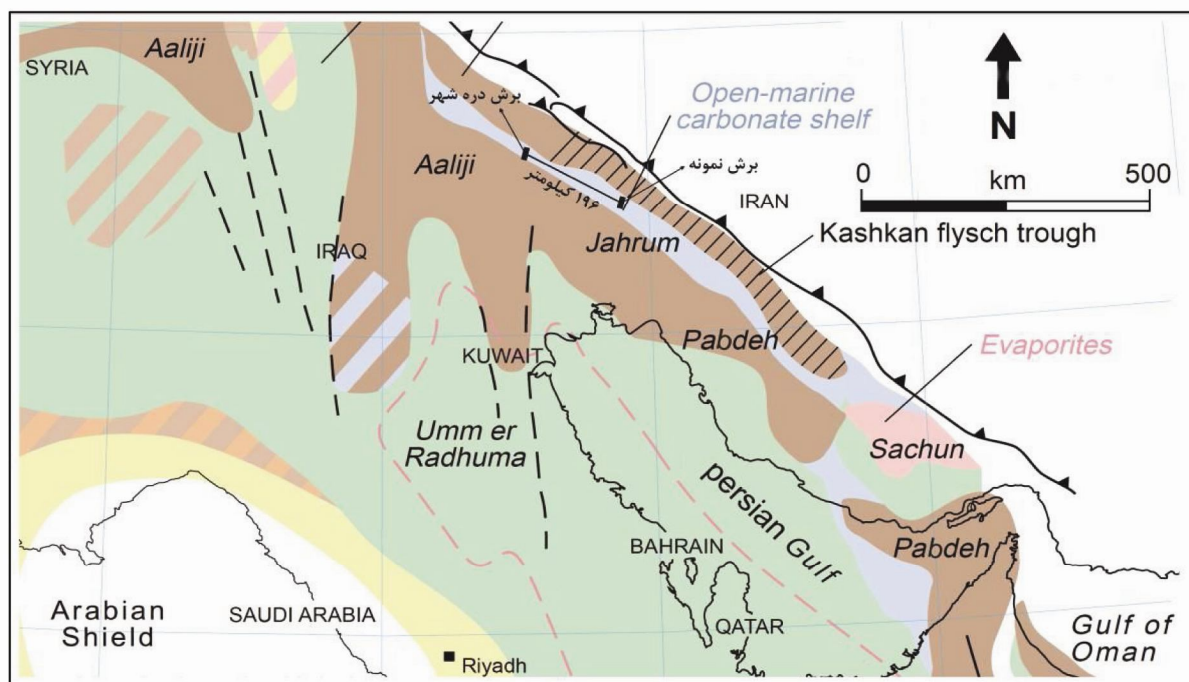 Aaliji
SYRIA
برش دره شهر
Open-marine
carbonate shelf
N
برش نمونه
Aaliji
۱۹۶ کیلومتر
0
km
500
IRAN
Jahrum
Kashkan flysch trough
IRAQ
Pabdeh
KUWAIT
Evaporites
Umm er
Radhuma
Sachun
persian Gulf
BAHRAIN
Pabdeh
Arabian
Shield
SAUDI ARABIA
QATAR
Gulf of
Oman
Riyadh